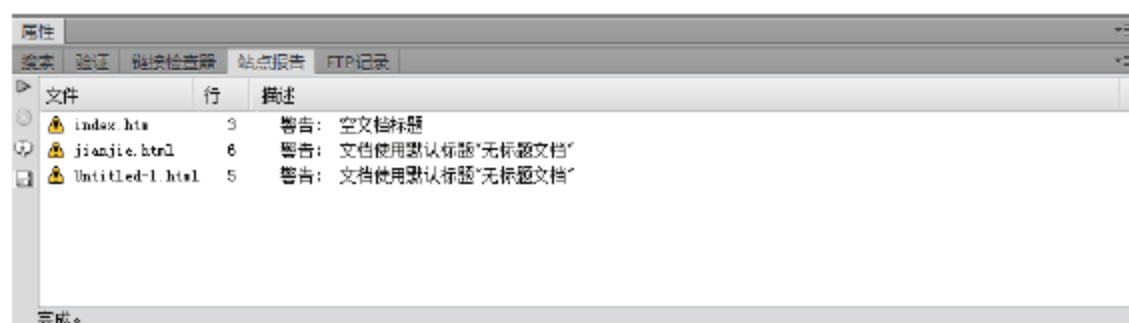 属性
搜索 验证 链接检查器 站点报告 FTP记录
文件 行 描述
index.htm 3 警告: 空文档标题
jianjie.html 6 警告: 文档使用默认标题"无标题文档"
Untitled-1.html 5 警告: 文档使用默认标题"无标题文档"
完成。